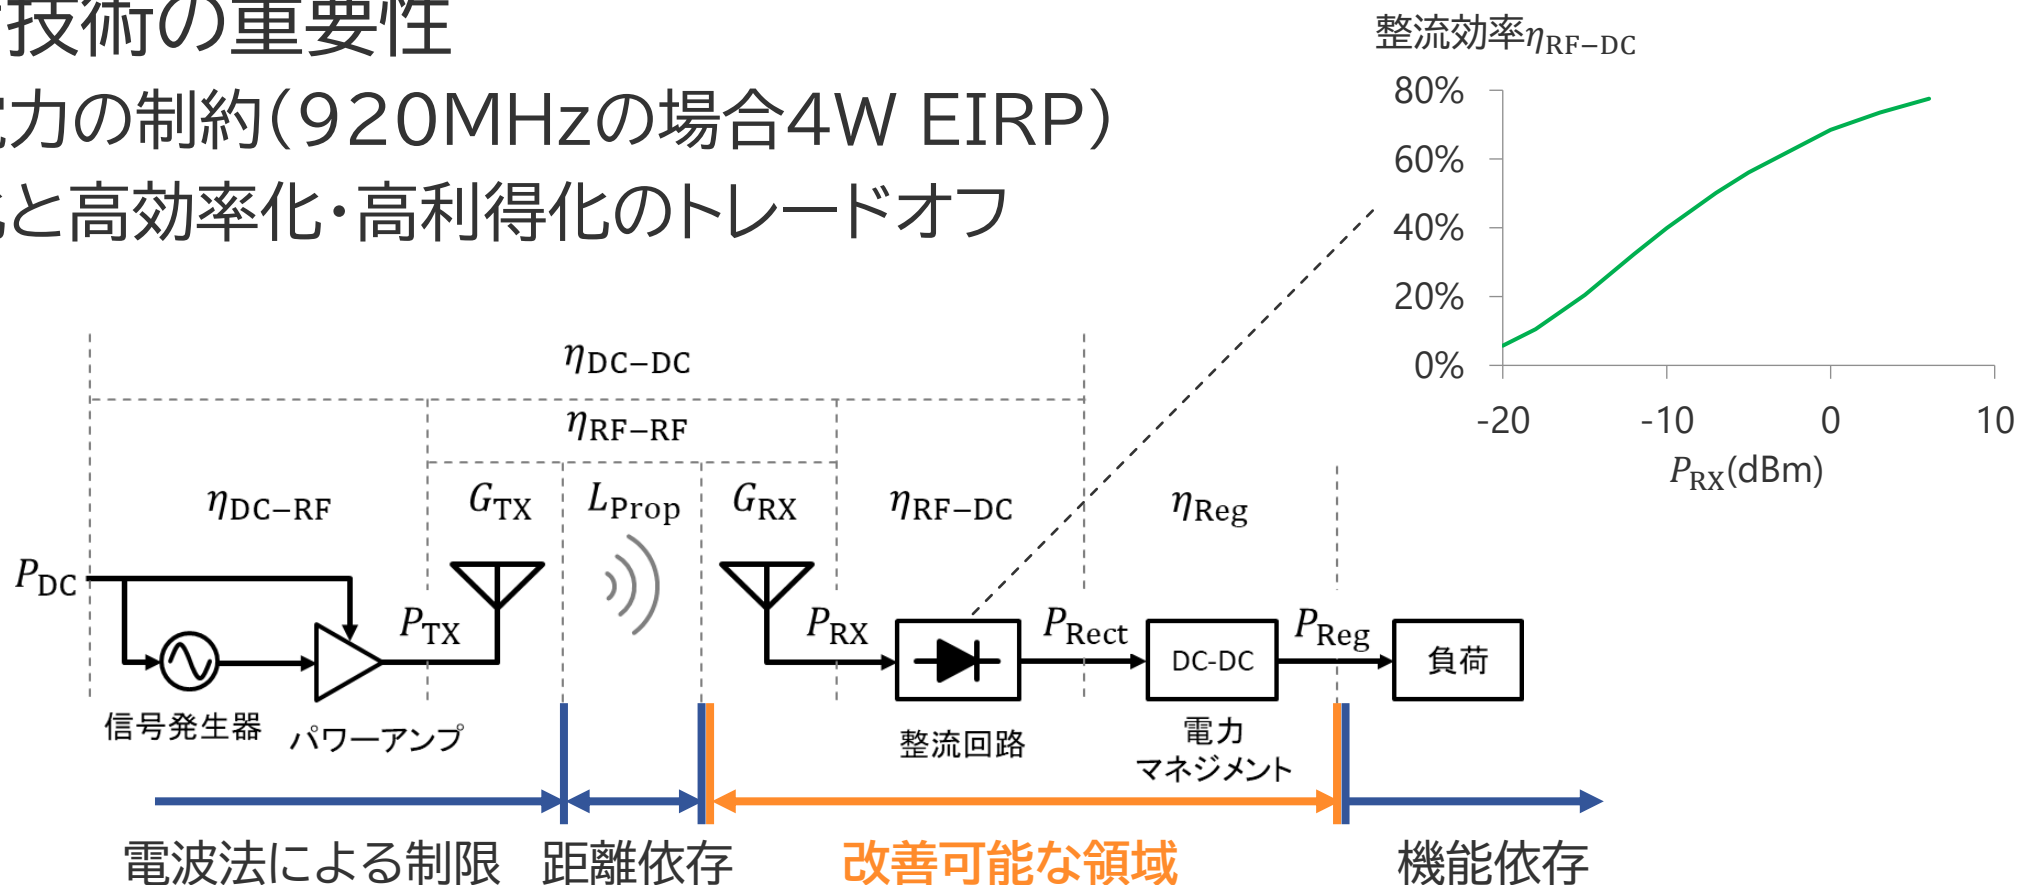 技術の重要性
力の制約(920MHzの場合4W EIRP)
と高効率化・高利得化のトレードオフ
整流効率ηRF−DC
80%
60%
40%
20%
0%
-20 -10 0 10
PRX(dBm)
ηDC−DC
ηRF−RF
ηDC−RF GTX LProp GRX ηRF−DC ηReg
PDC PTX PRX PRect PReg
DC-DC 負荷
信号発生器 パワーアンプ 整流回路 電力
マネジメント
電波法による制限 距離依存 改善可能な領域 機能依存